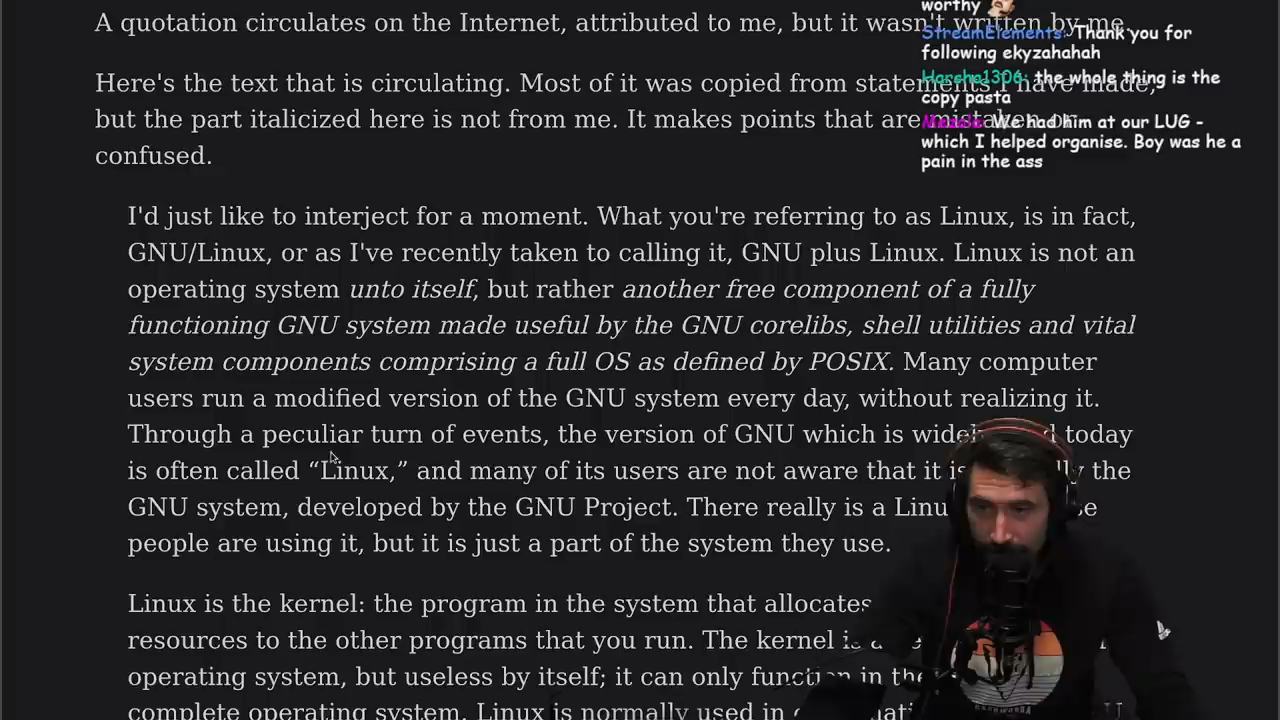 A quotation circulates on the Internet, attributed to me, but it wasn't written by me.
Here's the text that is circulating. Most of it was copied from statements I have made,
but the part italicized here is not from me. It makes points that are mistaken or
confused.
I'd just like to interject for a moment. What you're referring to as Linux, is in fact,
GNU/Linux, or as I've recently taken to calling it, GNU plus Linux. Linux is not an
operating system unto itself, but rather another free component of a fully
functioning GNU system made useful by the GNU corelibs, shell utilities and vital
system components comprising a full OS as defined by POSIX. Many computer
users run a modified version of the GNU system every day, without realizing it.
Through a peculiar turn of events, the version of GNU which is today
is often called “Linux,” and many of its users are not aware that it is the
GNU system, developed by the GNU Project. There really is a
people are using it, but it is just a part of the system they use.
Linux is the kernel: the program in the system that allocates
resources to the other programs that you run. The kernel is
operating system, but useless by itself; it can only function in
complete operating system. Linux is normally used in
worthy
StreamElements: Thank you for
following ekyzahahah
Harsha1306: the whole thing is the
copy pasta
We had him at our LUG -
which I helped organise. Boy was he a
pain in the ass